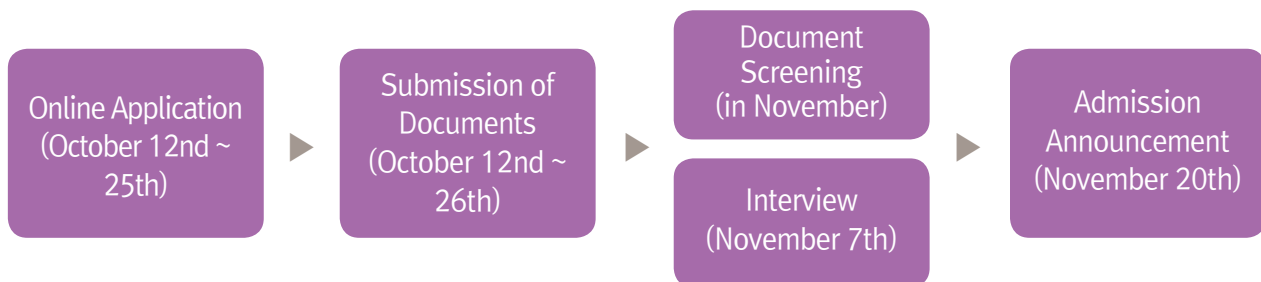 Online Application
(October 12nd ~
25th)
Submission of
Documents
(October 12nd ~
26th)
Document
Screening
(in November)
Interview
(November 7th)
Admission
Announcement
(November 20th)